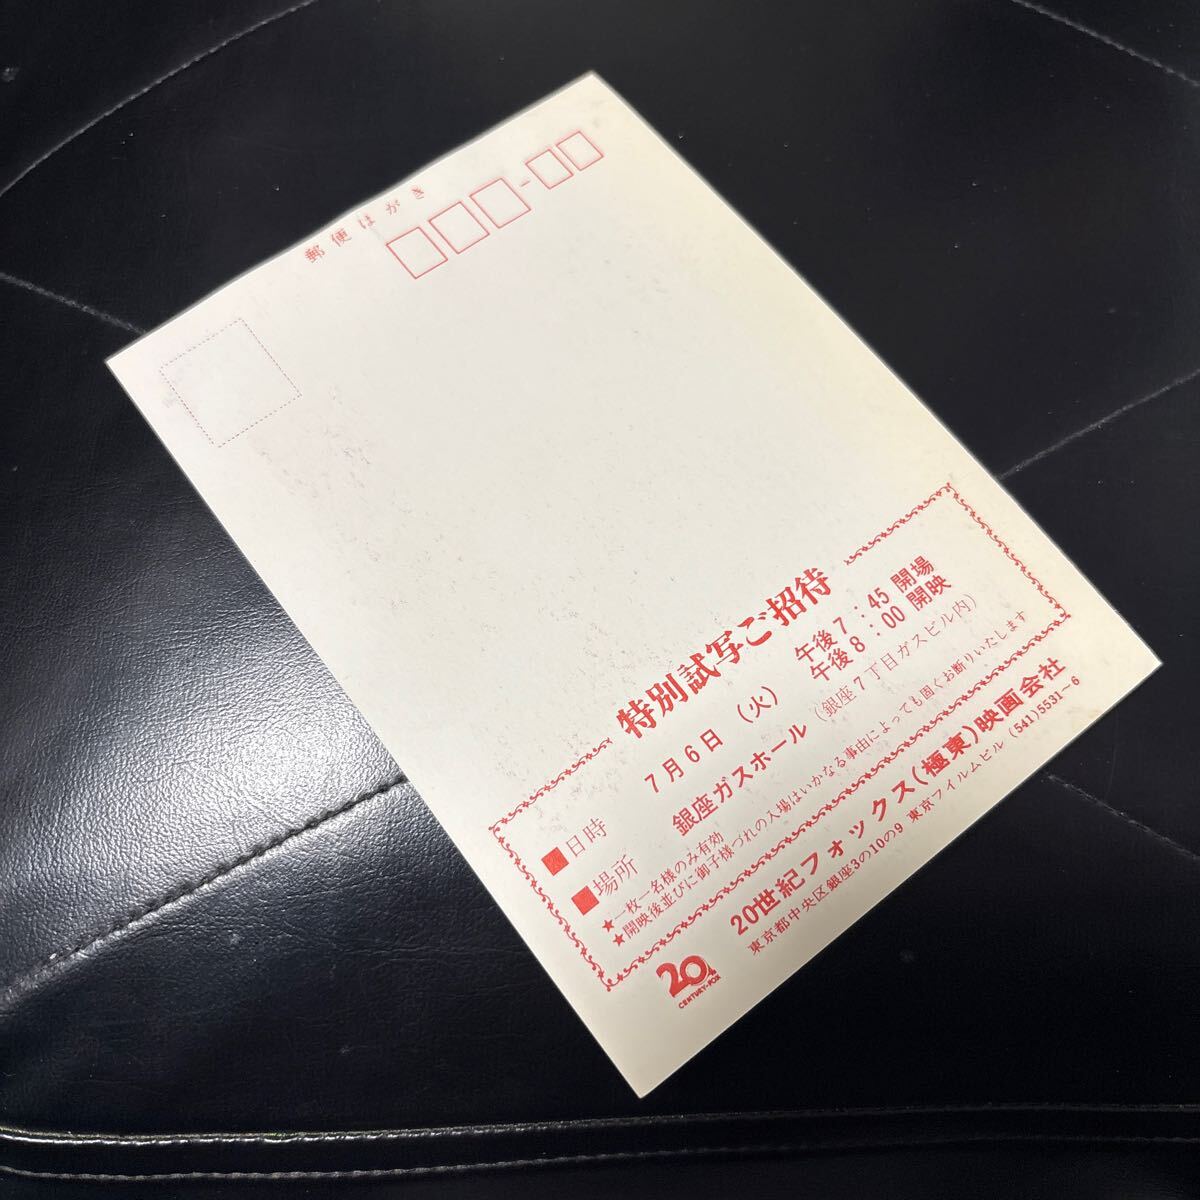 郵便はがき
特別試写ご招待
■日時 7月6日(火) 午後7:45開場
午後8:00開映
■場所 銀座ガスホール (銀座7丁目ガスビル内)
★一枚一名様のみ有効
★開映後並びに御子様づれの入場はいかなる事由によっても固くお断りいたします
20世紀フォックス(極東)映画会社
東京都中央区銀座3の10の9 東京フイルムビル (541)5531~6
20
CENTURY-FOX